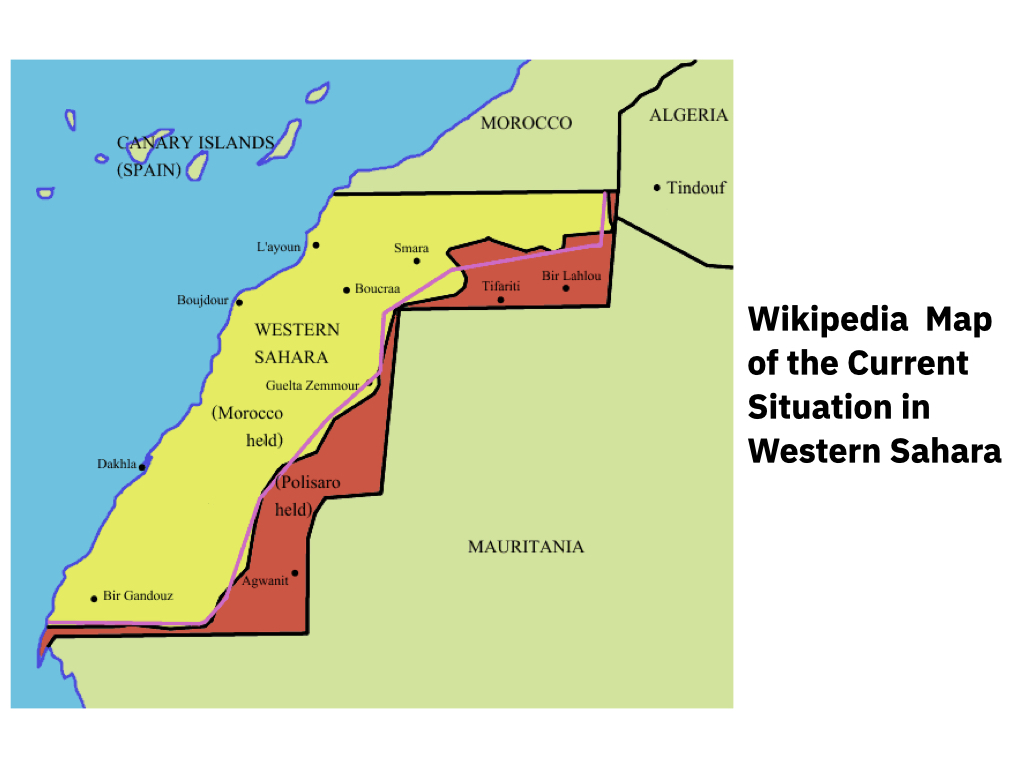 MOROCCO
ALGERIA
CANARY ISLANDS
(SPAIN)
Tindouf
L'ayoun
Smara
Bir Lahlou
Tifariti
Boucraa
Boujdour
WESTERN
SAHARA
Guelta Zemmour
(Morocco
held)
Dakhla
(Polisaro
held)
MAURITANIA
Agwanit
Bir Gandouz
Wikipedia Map
of the Current
Situation in
Western Sahara